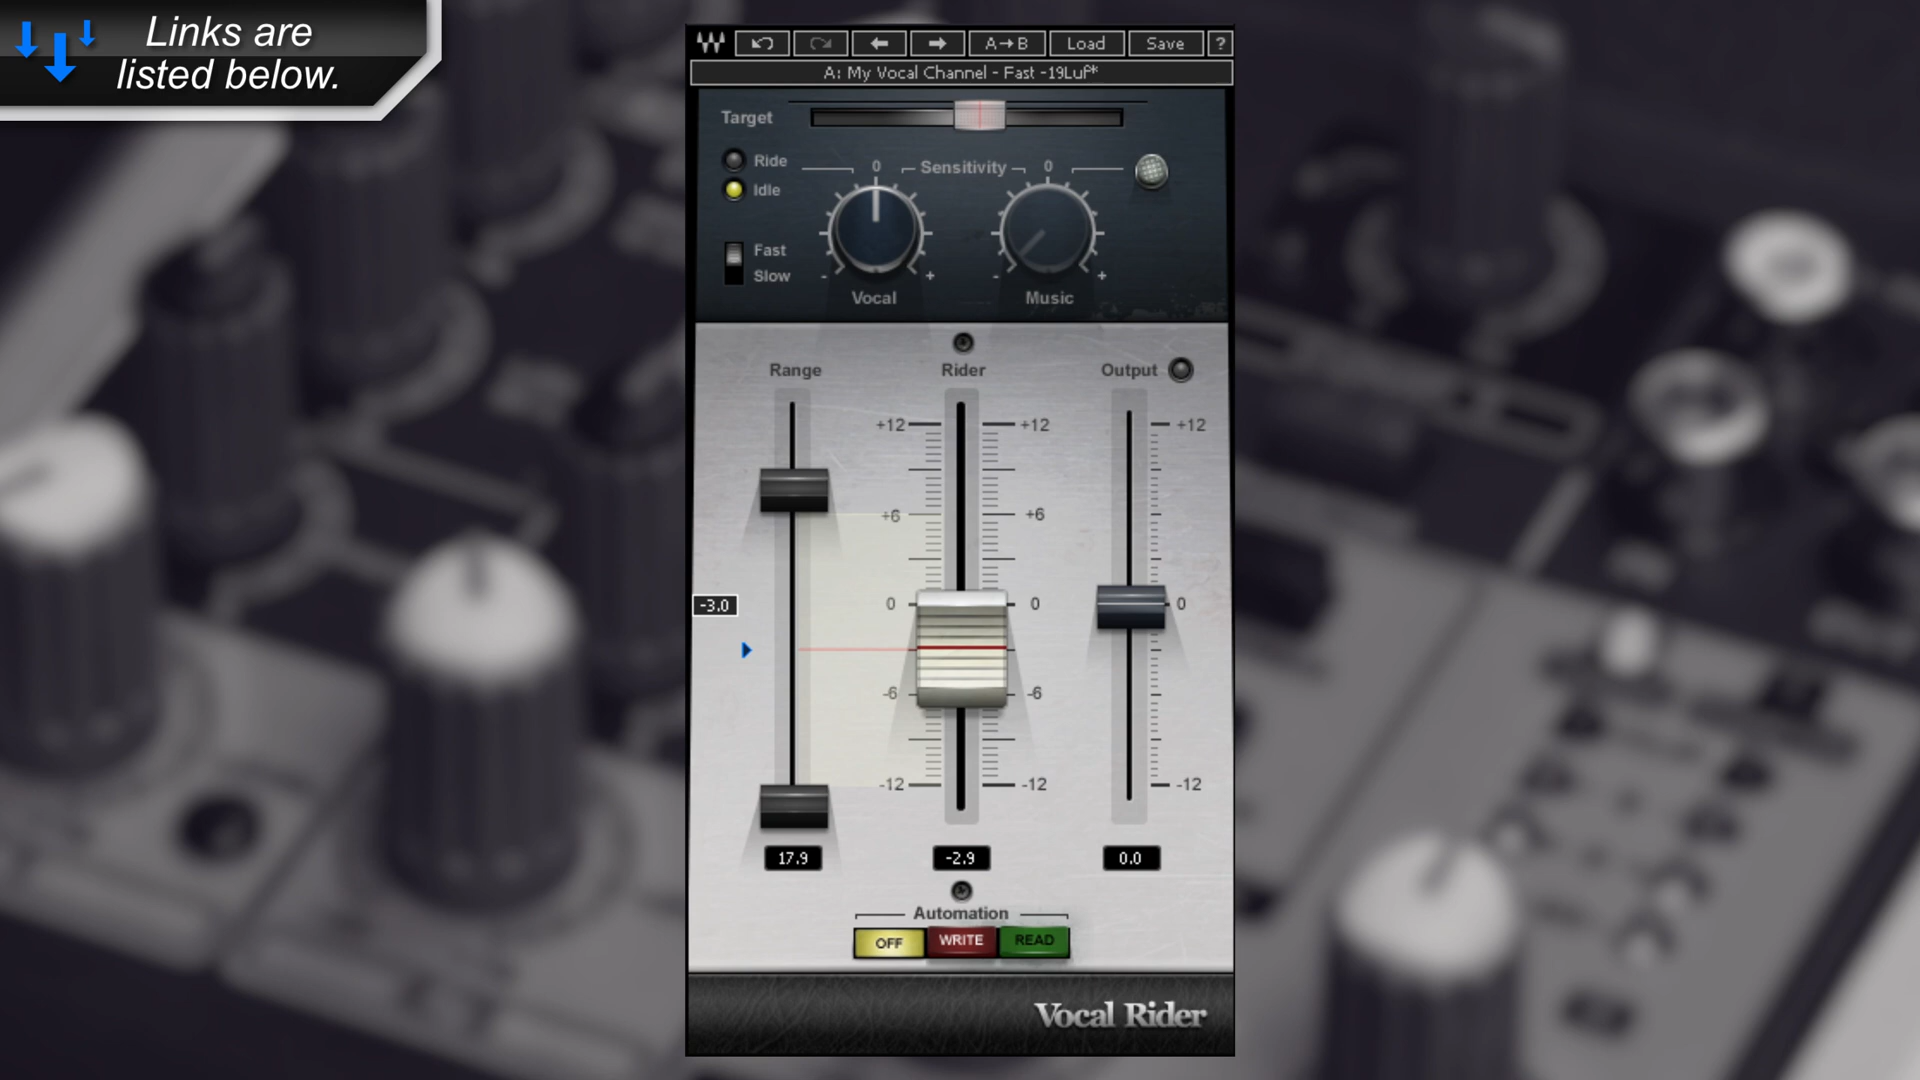 Links are
listed below.
A→B Load Save ?
A: My Vocal Channel - Fast -19Luf*
Target
Ride
Idle
0 Sensitivity 0
Fast
Slow
- + - +
Vocal Music
Range Rider Output
+12 +12 +12
+6 +6
-3.0 0 0 0
-6 -6
-12 -12 -12
17.9 -2.9 0.0
Automation
OFF WRITE READ
Vocal Rider